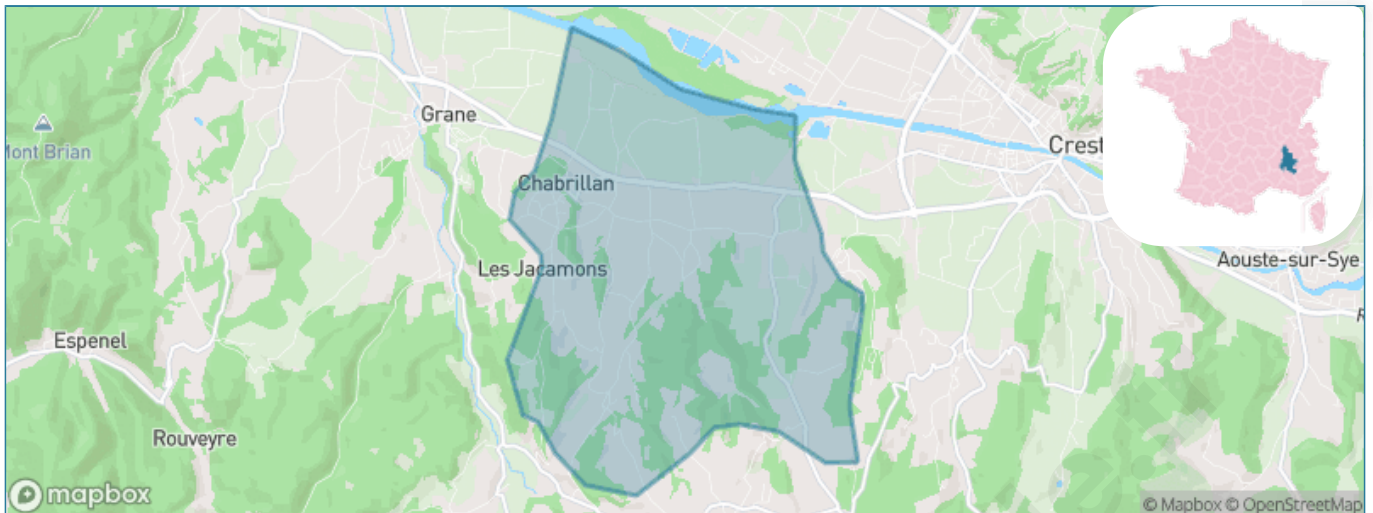 Grane
Mont Brian
Crest
Chabrillan
Les Jacamons
Aouste-sur-Sye
Espenel
R
Rouveyre
mapbox
© Mapbox © OpenStreetMap